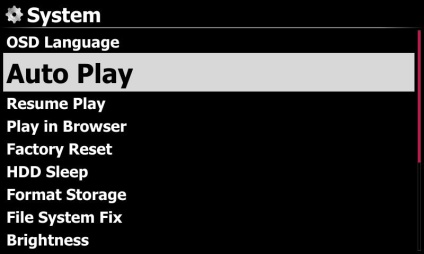 System
OSD Language
Auto Play
Resume Play
Play in Browser
Factory Reset
HDD Sleep
Format Storage
File System Fix
Brightness